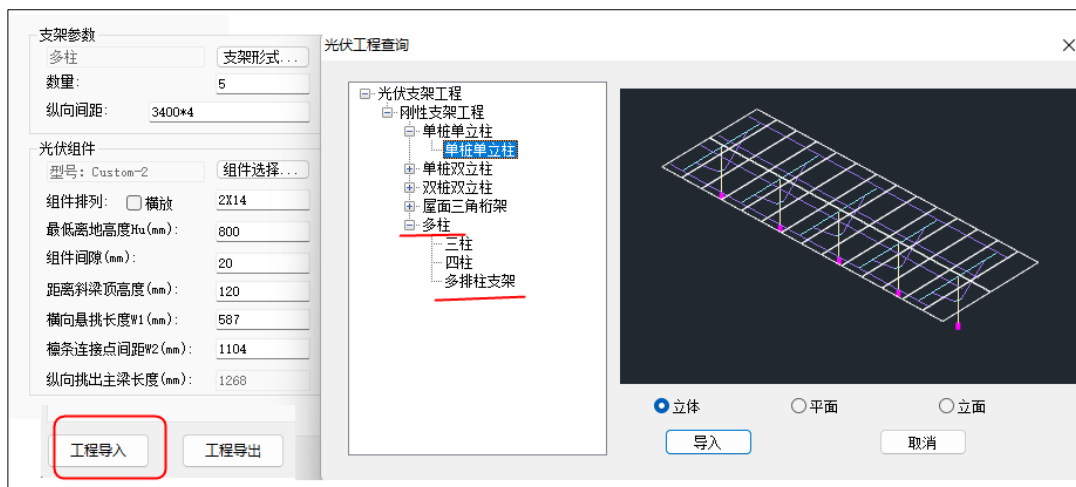 支架参数
多柱
支架形式...
数量:
5
纵向间距:
3400*4
光伏组件
型号: Custom-2
组件选择...
组件排列:
横放
2X14
最低离地高度Hu(mm):
800
组件间隙(mm):
20
距离斜梁顶高度(mm):
120
横向悬挑长度W1(mm):
587
檩条连接点间距W2(mm):
1104
纵向挑出主梁长度(mm):
1268
工程导入
工程导出
光伏工程查询
光伏支架工程
刚性支架工程
单桩单立柱
单桩单立柱
单桩双立柱
双桩双立柱
屋面三角桁架
多柱
三柱
四柱
多排柱支架
立体
平面
立面
导入
取消